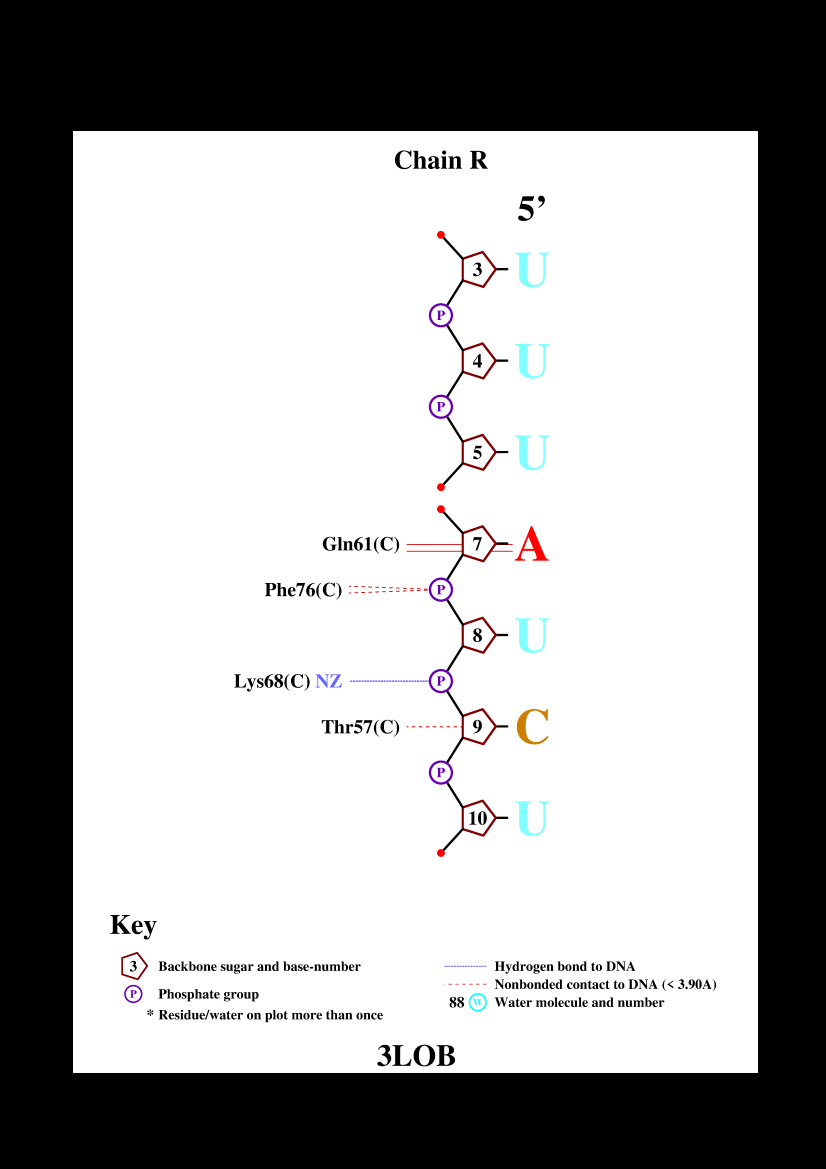 Chain R
5’
3 U
P
4 U
P
5 U
Gln61(C) 7 A
Phe76(C) P
8 U
Lys68(C) NZ P
Thr57(C) 9 C
P
10 U
Key
3 Backbone sugar and base-number
P Phosphate group
* Residue/water on plot more than once
Hydrogen bond to DNA
Nonbonded contact to DNA (< 3.90A)
88 W Water molecule and number
3LOB